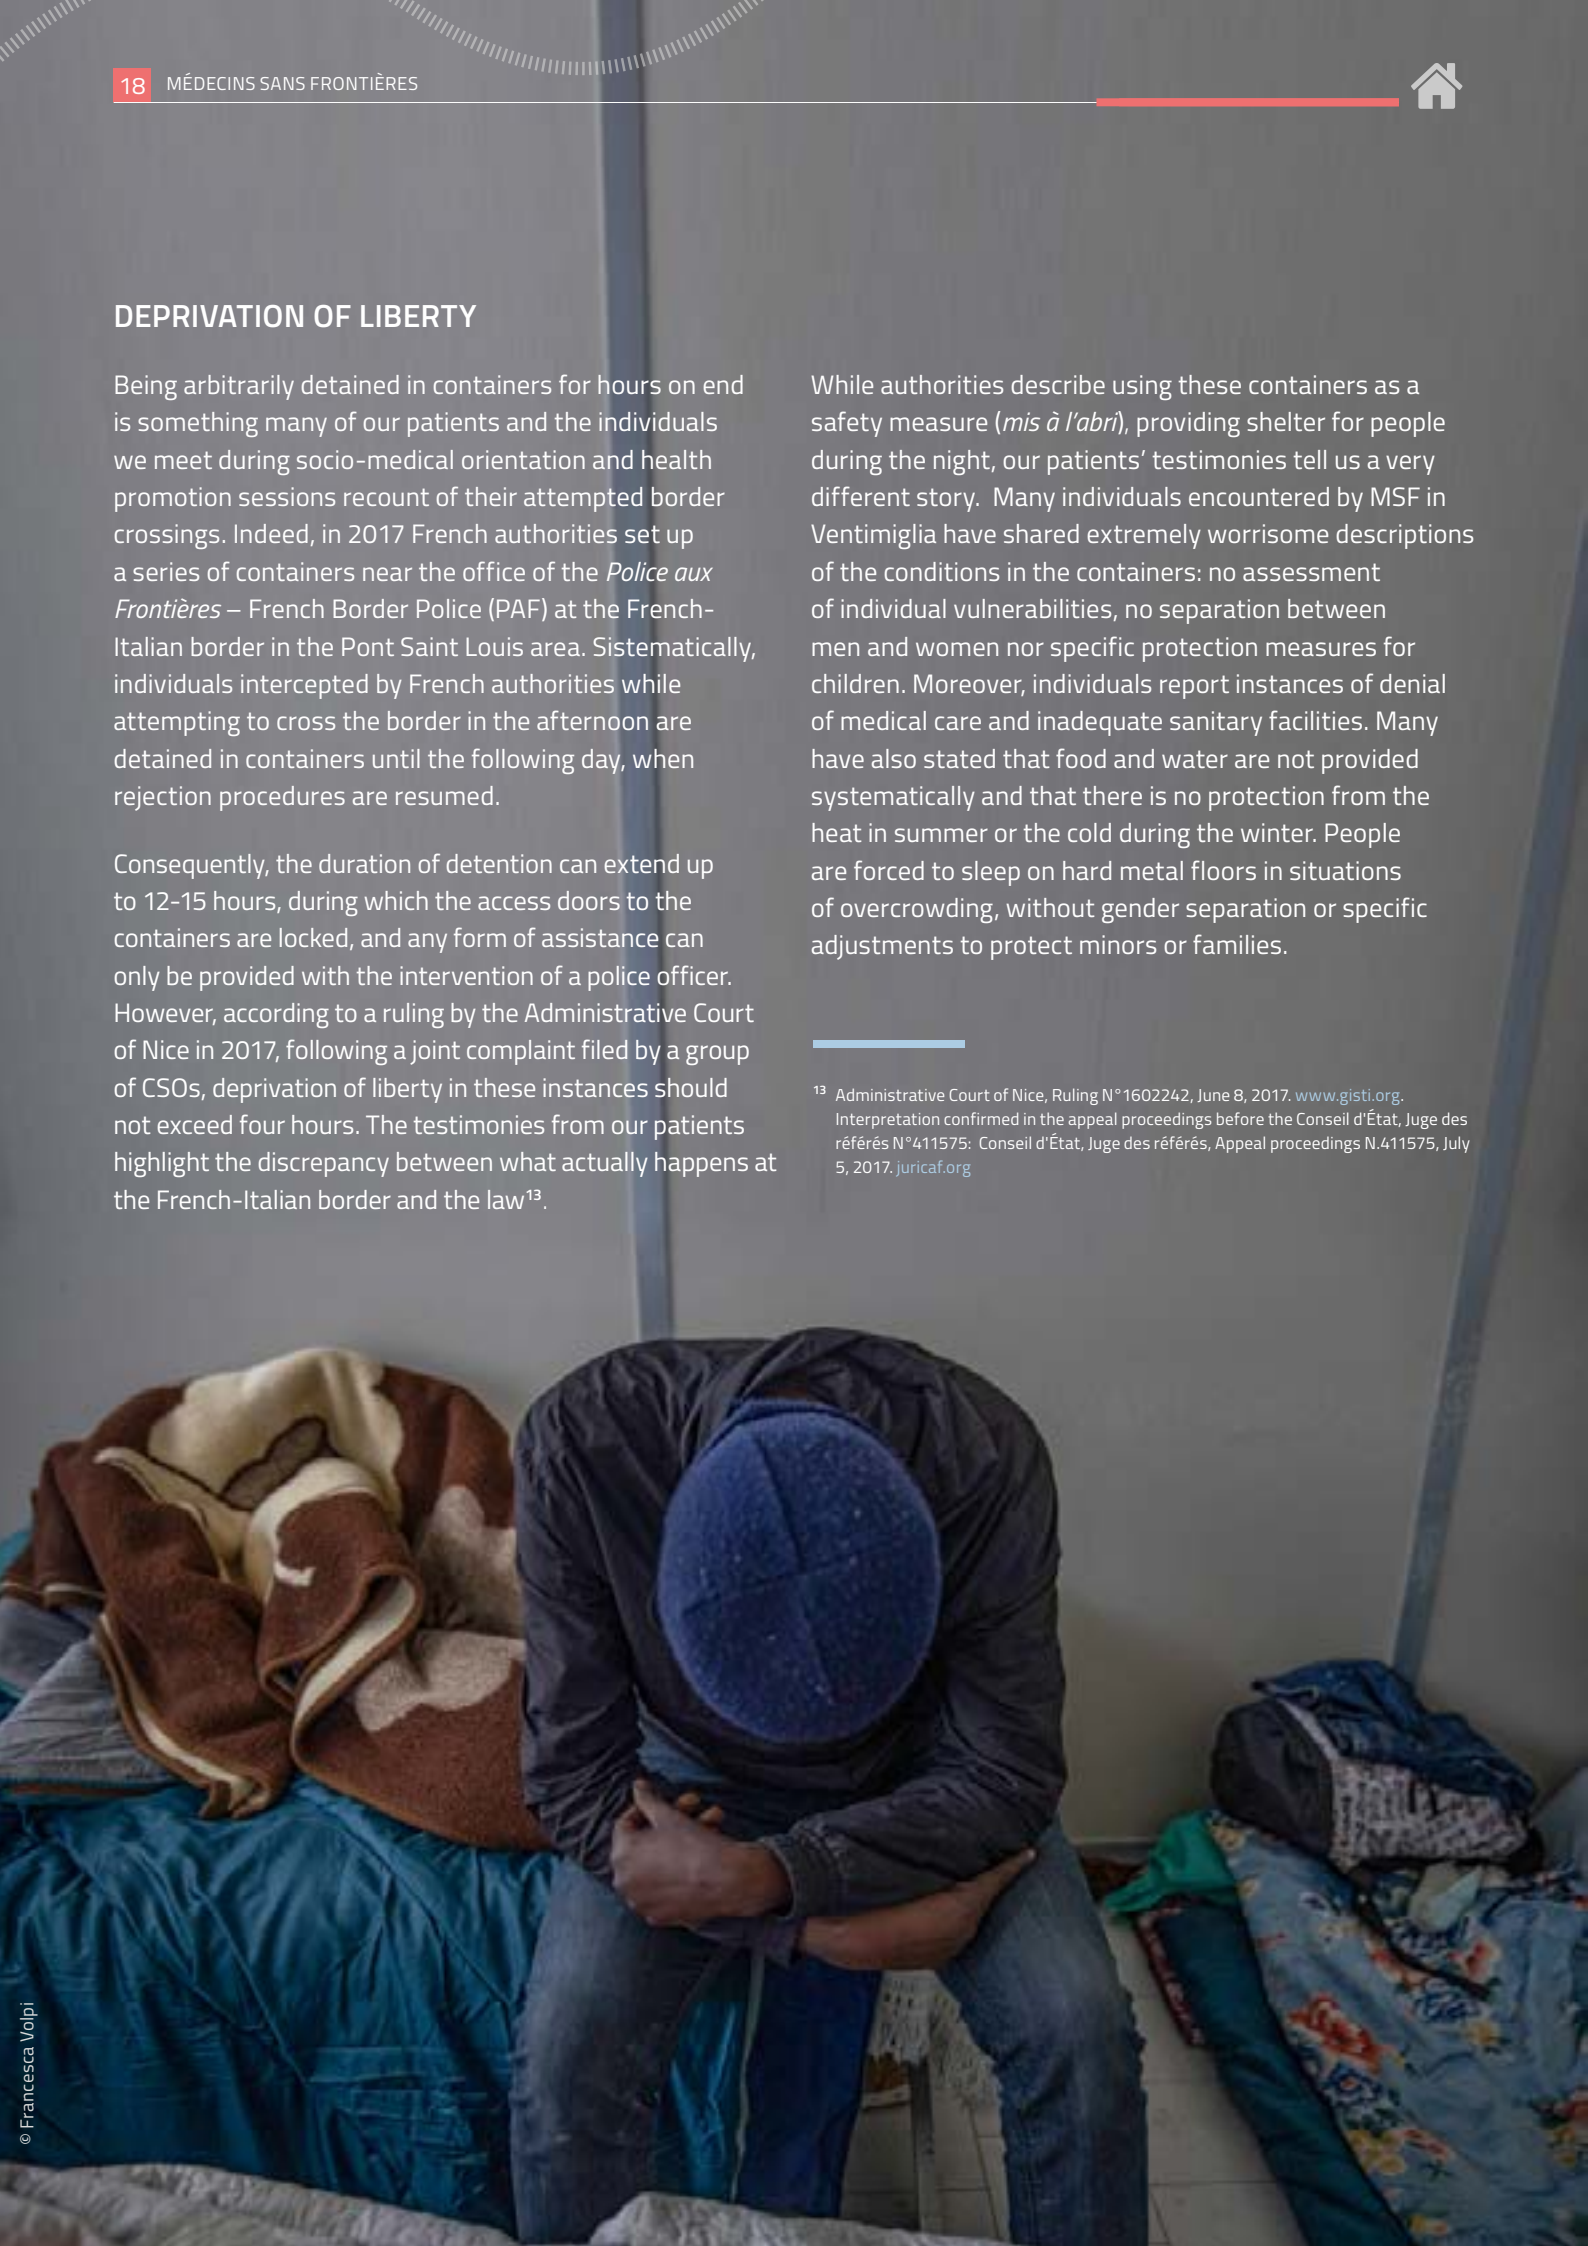 18 MÉDECINS SANS FRONTIÈRES
DEPRIVATION OF LIBERTY
Being arbitrarily detained in containers for hours on end
is something many of our patients and the individuals
we meet during socio-medical orientation and health
promotion sessions recount of their attempted border
crossings. Indeed, in 2017 French authorities set up
a series of containers near the office of the Police aux
Frontières – French Border Police (PAF) at the French-
Italian border in the Pont Saint Louis area. Sistematically,
individuals intercepted by French authorities while
attempting to cross the border in the afternoon are
detained in containers until the following day, when
rejection procedures are resumed.
Consequently, the duration of detention can extend up
to 12-15 hours, during which the access doors to the
containers are locked, and any form of assistance can
only be provided with the intervention of a police officer.
However, according to a ruling by the Administrative Court
of Nice in 2017, following a joint complaint filed by a group
of CSOs, deprivation of liberty in these instances should
not exceed four hours. The testimonies from our patients
highlight the discrepancy between what actually happens at
the French-Italian border and the law¹³.
While authorities describe using these containers as a
safety measure (mis à l’abri), providing shelter for people
during the night, our patients’ testimonies tell us a very
different story.  Many individuals encountered by MSF in
Ventimiglia have shared extremely worrisome descriptions
of the conditions in the containers: no assessment
of individual vulnerabilities, no separation between
men and women nor specific protection measures for
children. Moreover, individuals report instances of denial
of medical care and inadequate sanitary facilities. Many
have also stated that food and water are not provided
systematically and that there is no protection from the
heat in summer or the cold during the winter. People
are forced to sleep on hard metal floors in situations
of overcrowding, without gender separation or specific
adjustments to protect minors or families.
¹³ Administrative Court of Nice, Ruling N°1602242, June 8, 2017. www.gisti.org.
Interpretation confirmed in the appeal proceedings before the Conseil d'État, Juge des
référés N°411575:  Conseil d'État, Juge des référés, Appeal proceedings N.411575, July
5, 2017. juricaf.org
© Francesca Volpi